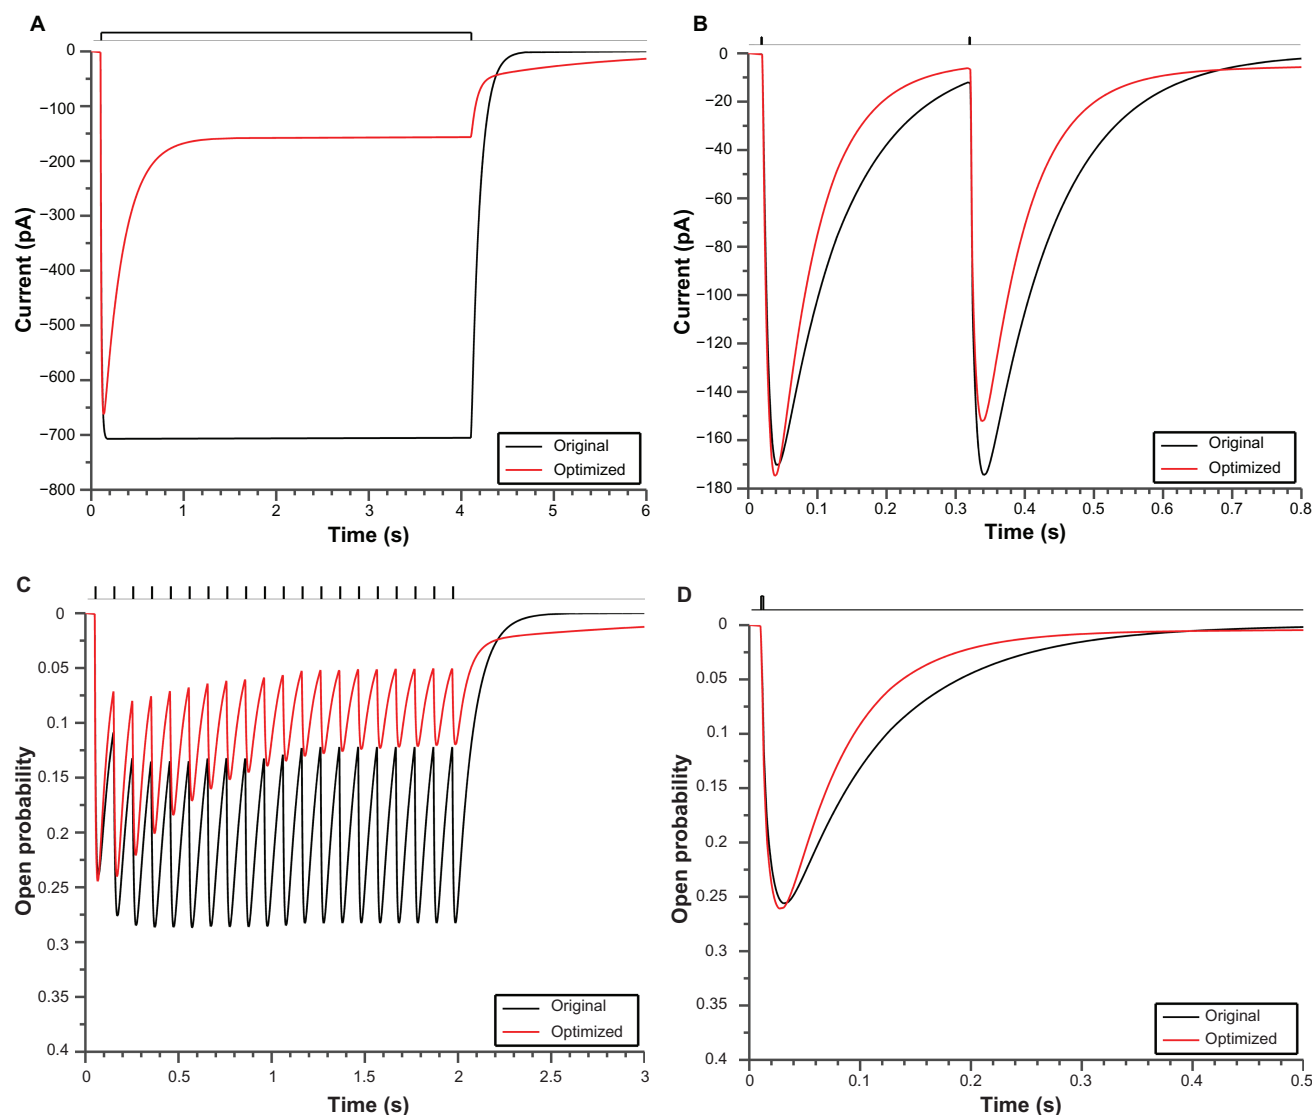 A
0
−100
−200
−300
−400
−500
−600
−700
−800
Current (pA)
0 1 2 3 4 5 6
Time (s)
Original
Optimized
B
0
−20
−40
−60
−80
−100
−120
−140
−160
−180
Current (pA)
0 0.1 0.2 0.3 0.4 0.5 0.6 0.7 0.8
Time (s)
Original
Optimized
C
0
0.05
0.1
0.15
0.2
0.25
0.3
0.35
0.4
Open probability
0 0.5 1 1.5 2 2.5 3
Time (s)
Original
Optimized
D
0
0.05
0.1
0.15
0.2
0.25
0.3
0.35
0.4
Open probability
0 0.1 0.2 0.3 0.4 0.5
Time (s)
Original
Optimized